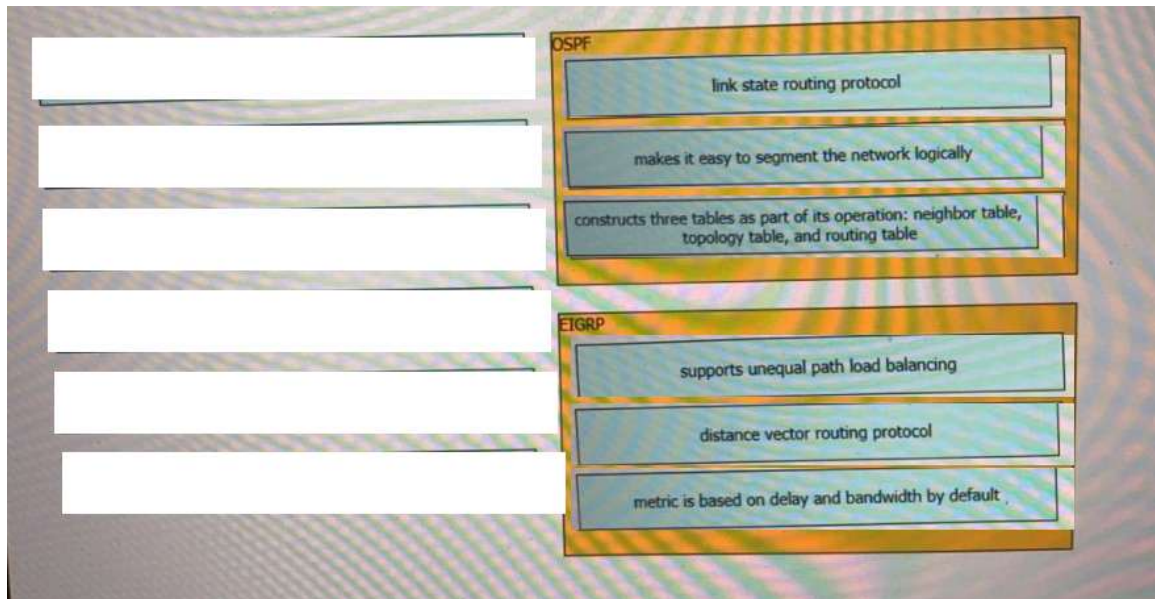 OSPF
link state routing protocol
makes it easy to segment the network logically
constructs three tables as part of its operation: neighbor table,
topology table, and routing table
EIGRP
supports unequal path load balancing
distance vector routing protocol
metric is based on delay and bandwidth by default